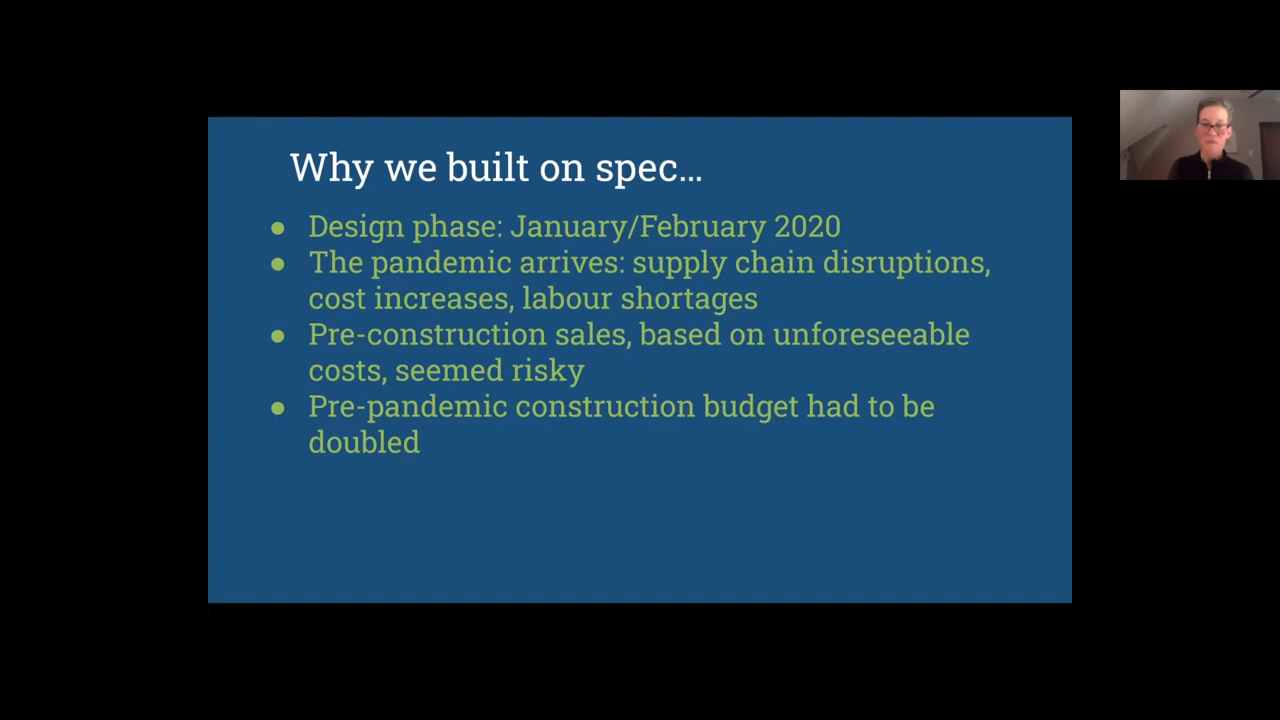 Why we built on spec...
● Design phase: January/February 2020
● The pandemic arrives: supply chain disruptions,
cost increases, labour shortages
● Pre-construction sales, based on unforeseeable
costs, seemed risky
● Pre-pandemic construction budget had to be
doubled